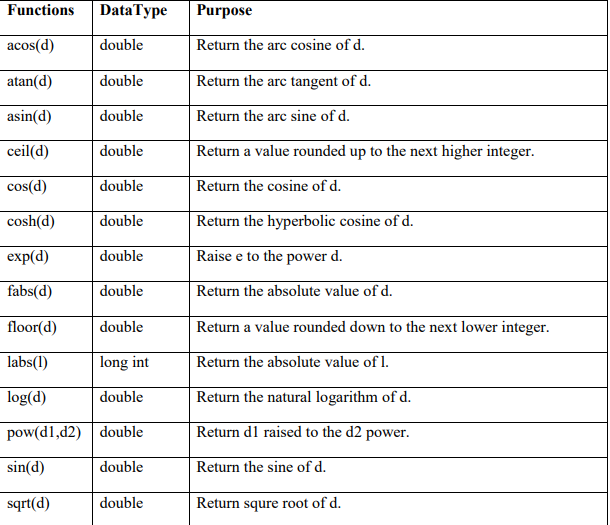 Functions DataType Purpose
acos(d) double Return the arc cosine of d.
atan(d) double Return the arc tangent of d.
asin(d) double Return the arc sine of d.
ceil(d) double Return a value rounded up to the next higher integer.
cos(d) double Return the cosine of d.
cosh(d) double Return the hyperbolic cosine of d.
exp(d) double Raise e to the power d.
fabs(d) double Return the absolute value of d.
floor(d) double Return a value rounded down to the next lower integer.
labs(l) long int Return the absolute value of l.
log(d) double Return the natural logarithm of d.
pow(d1,d2) double Return d1 raised to the d2 power.
sin(d) double Return the sine of d.
sqrt(d) double Return squre root of d.